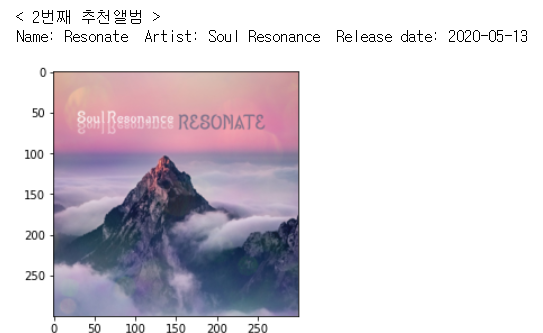 < 2번째 추천앨범 >
Name: Resonate  Artist: Soul Resonance  Release date: 2020-05-13
0
50
Soul Resonance RESONATE
100
150
200
250
0 50 100 150 200 250